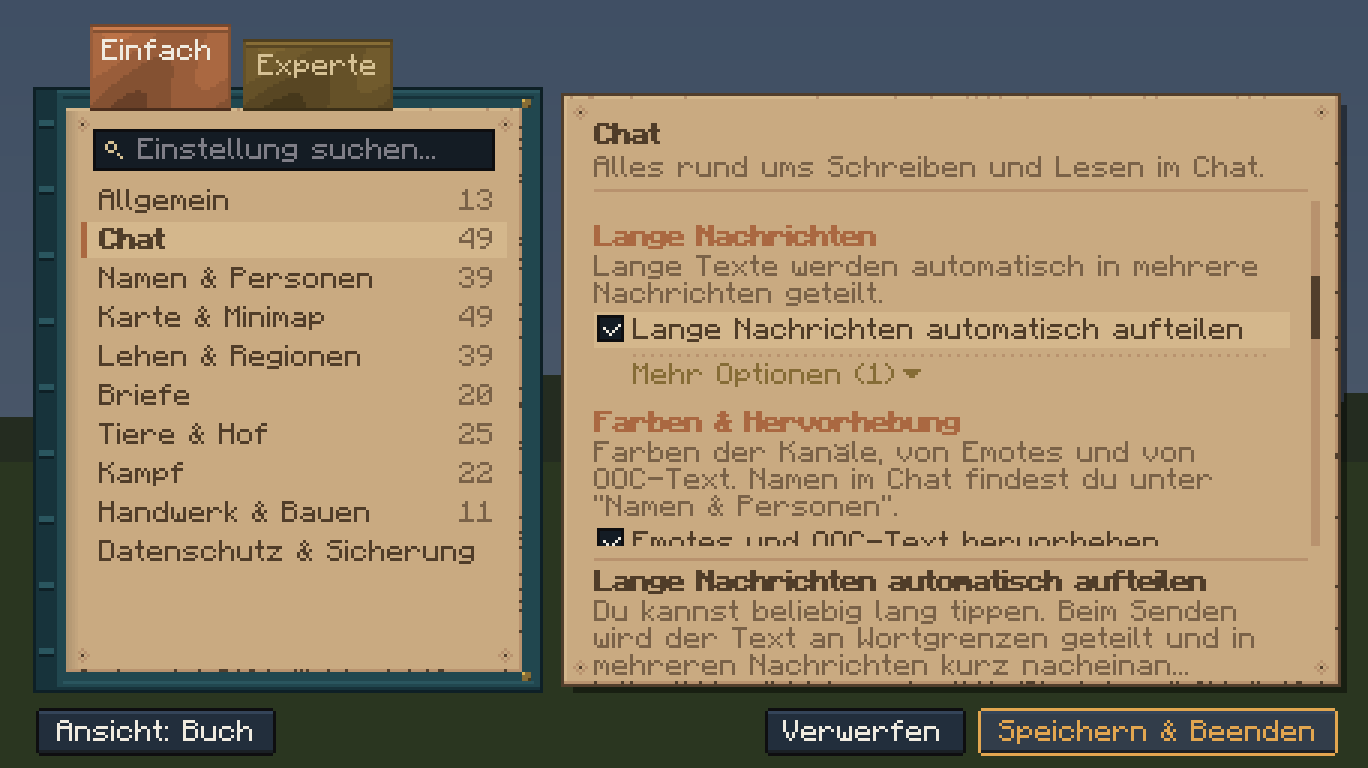 Einfach
Experte
Einstellung suchen...
Allgemein 13
Chat 49
Namen & Personen 39
Karte & Minimap 49
Lehen & Regionen 39
Briefe 20
Tiere & Hof 25
Kampf 22
Handwerk & Bauen 11
Datenschutz & Sicherung
Chat
Alles rund ums Schreiben und Lesen im Chat.
Lange Nachrichten
Lange Texte werden automatisch in mehrere
Nachrichten geteilt.
Lange Nachrichten automatisch aufteilen
Mehr Optionen (1)
Farben & Hervorhebung
Farben der Kanäle, von Emotes und von
OOC-Text. Namen im Chat findest du unter
"Namen & Personen".
Emotes und OOC-Text hervorheben
Lange Nachrichten automatisch aufteilen
Du kannst beliebig lang tippen. Beim Senden
wird der Text an Wortgrenzen geteilt und in
mehreren Nachrichten kurz nacheinan...
Ansicht: Buch
Verwerfen
Speichern & Beenden